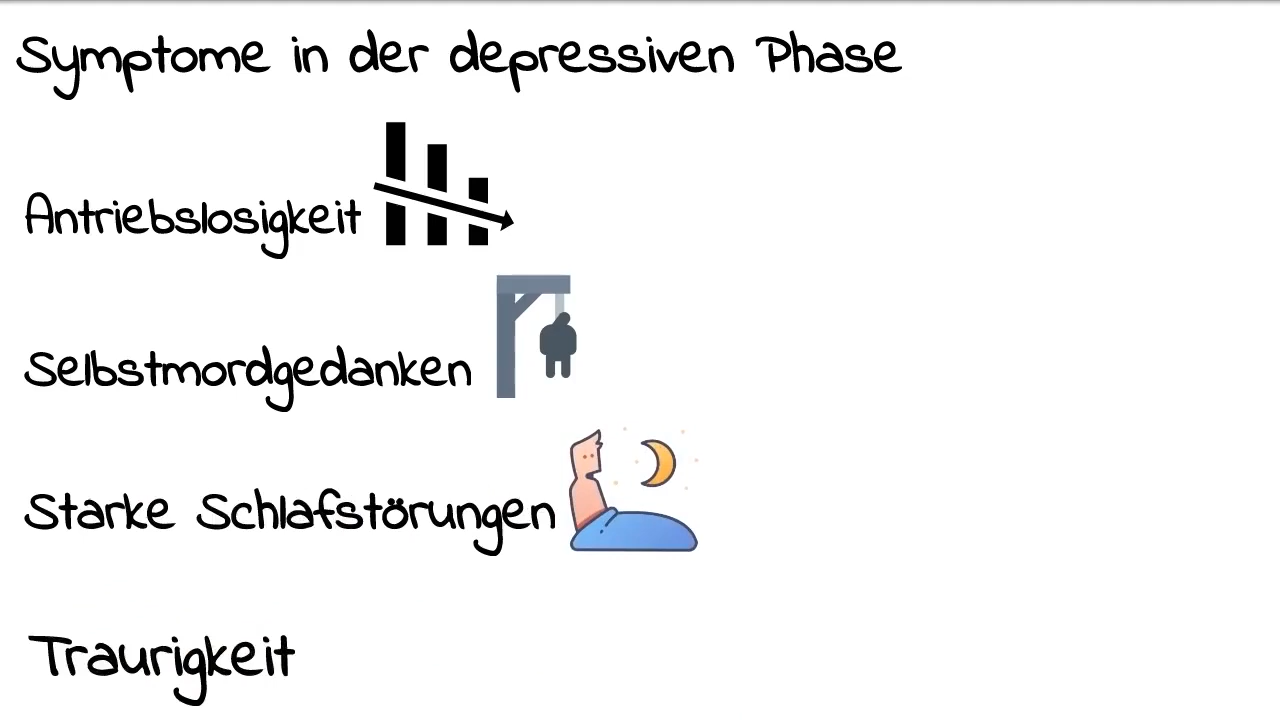 Symptome in der depressiven Phase
Antriebslosigkeit
Selbstmordgedanken
Starke Schlafstörungen
Traurigkeit